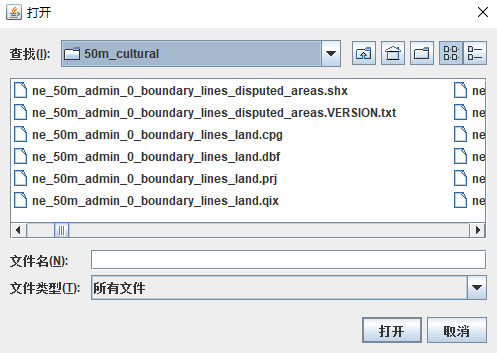 打开
查找(I):
50m_cultural
ne_50m_admin_0_boundary_lines_disputed_areas.shx
ne
ne_50m_admin_0_boundary_lines_disputed_areas.VERSION.txt
ne
ne_50m_admin_0_boundary_lines_land.cpg
ne
ne_50m_admin_0_boundary_lines_land.dbf
ne
ne_50m_admin_0_boundary_lines_land.prj
ne
ne_50m_admin_0_boundary_lines_land.qix
ne
文件名(N):
文件类型(T):
所有文件
打开
取消